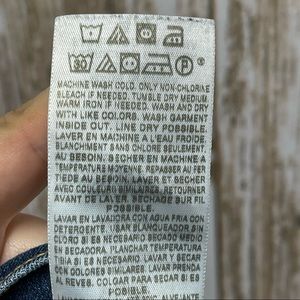 MACHINE WASH COLD. ONLY NON-CHLORINE
BLEACH IF NEEDED. TUMBLE DRY MEDIUM.
WARM IRON IF NEEDED. WASH AND DRY
WITH LIKE COLORS. WASH GARMENT
INSIDE OUT. LINE DRY POSSIBLE.
LAVER EN MACHINE A L'EAU FROIDE.
BLANCHIMENT SANS CHLORE SEULEMENT
AU BESOIN. SECHER EN MACHINE A
TEMPERATURE MOYENNE. REPASSER AU FER
TIEDE AU BESOIN. LAVER ET SECHER
AVEC COULEURS SIMILAIRES. RETOURNER
AVANT DE LAVER. SECHAGE SUR FIL
POSSIBLE.
LAVAR EN LAVADORA CON AGUA FRIA CON
DETERGENTE. USAR BLANQUEADOR SIN
CLORO SI ES NECESARIO SECADO MEDIO
EN SECADORA. PLANCHAR TEMPERATURA
TIBIA SI ES NECESARIO LAVAR Y SECAR
CON COLORES SIMILARES. LAVAR PRENDA
AL REVES. SECAR COLGADO POR FIJO SI ES
POSIBLE.